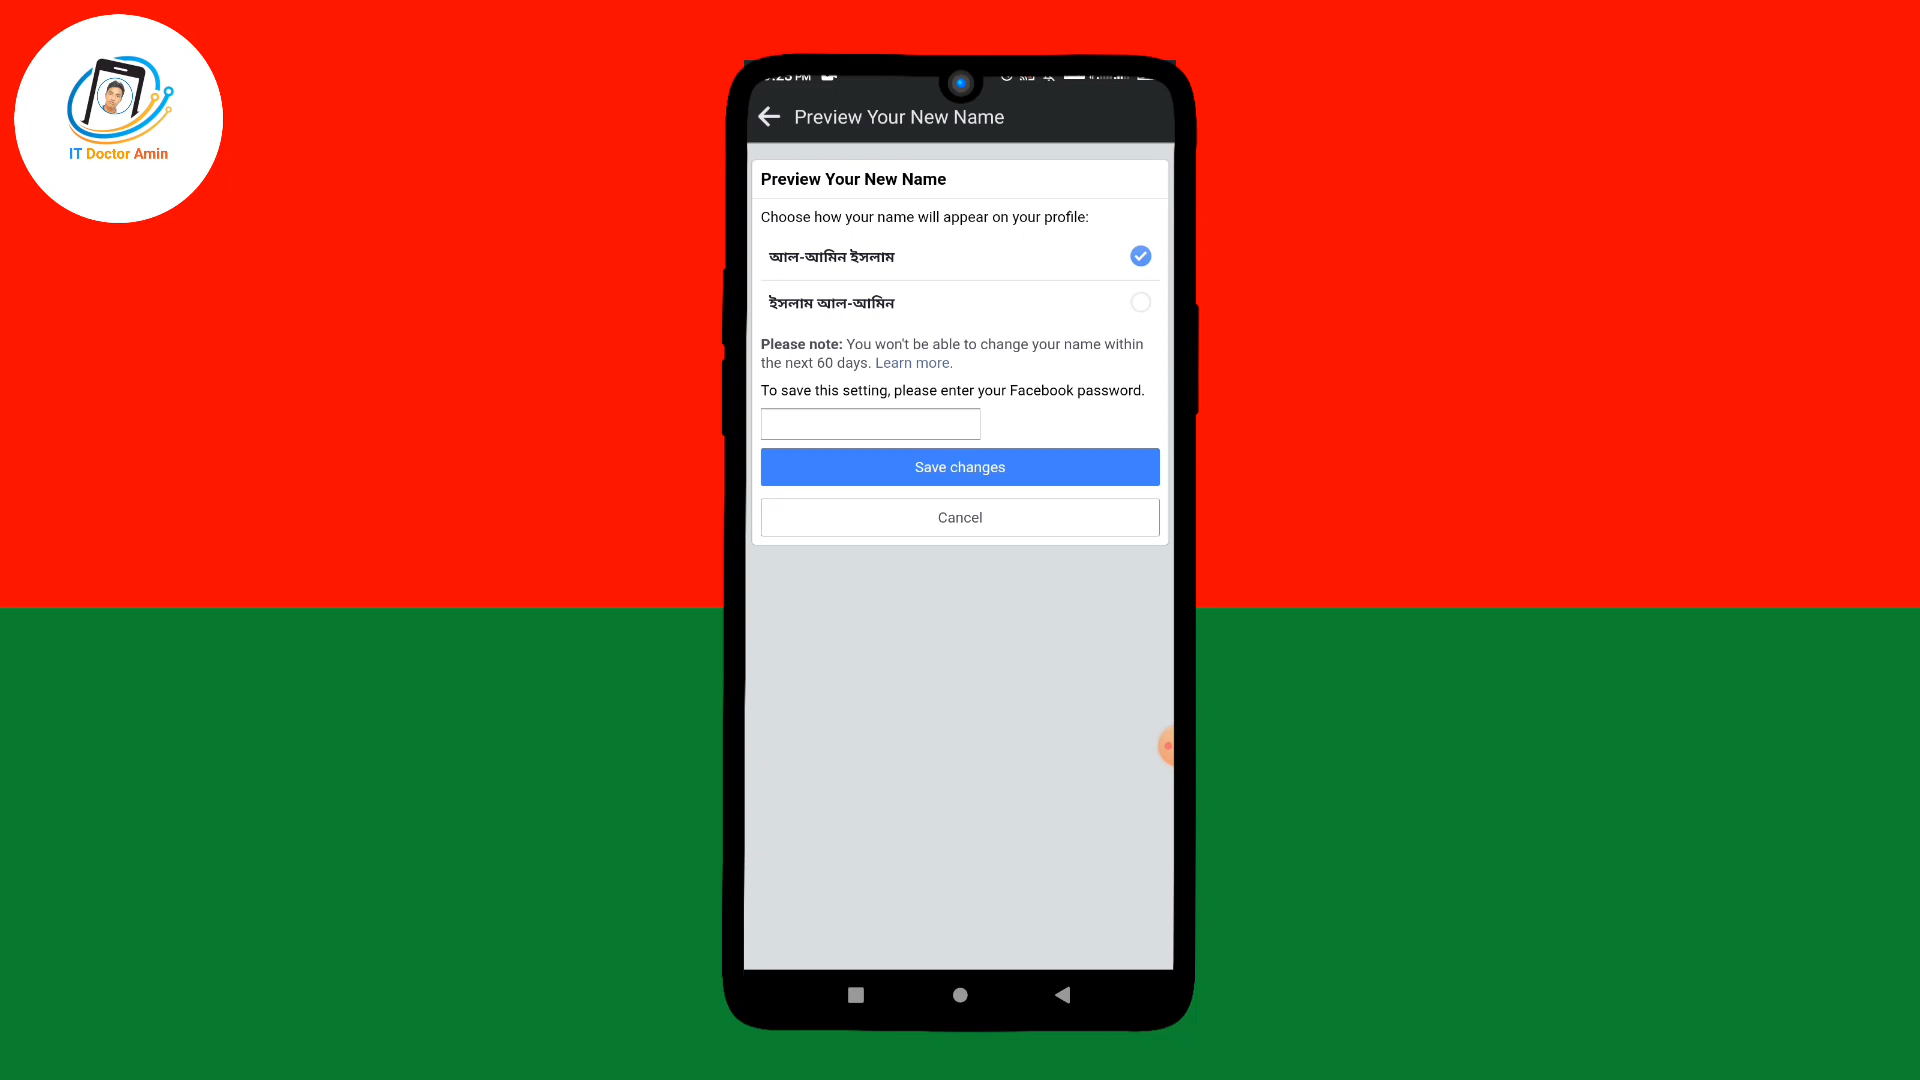 IT Doctor Amin
PM
Preview Your New Name
Preview Your New Name
Choose how your name will appear on your profile:
আল-আমিন ইসলাম
ইসলাম আল-আমিন
Please note: You won't be able to change your name within
the next 60 days. Learn more.
To save this setting, please enter your Facebook password.
Save changes
Cancel